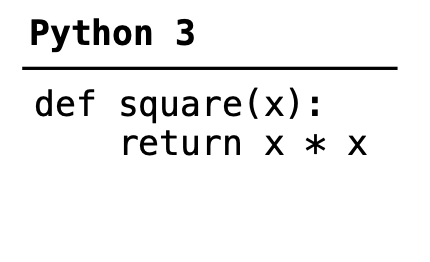 Python 3
def square(x):
    return x * x